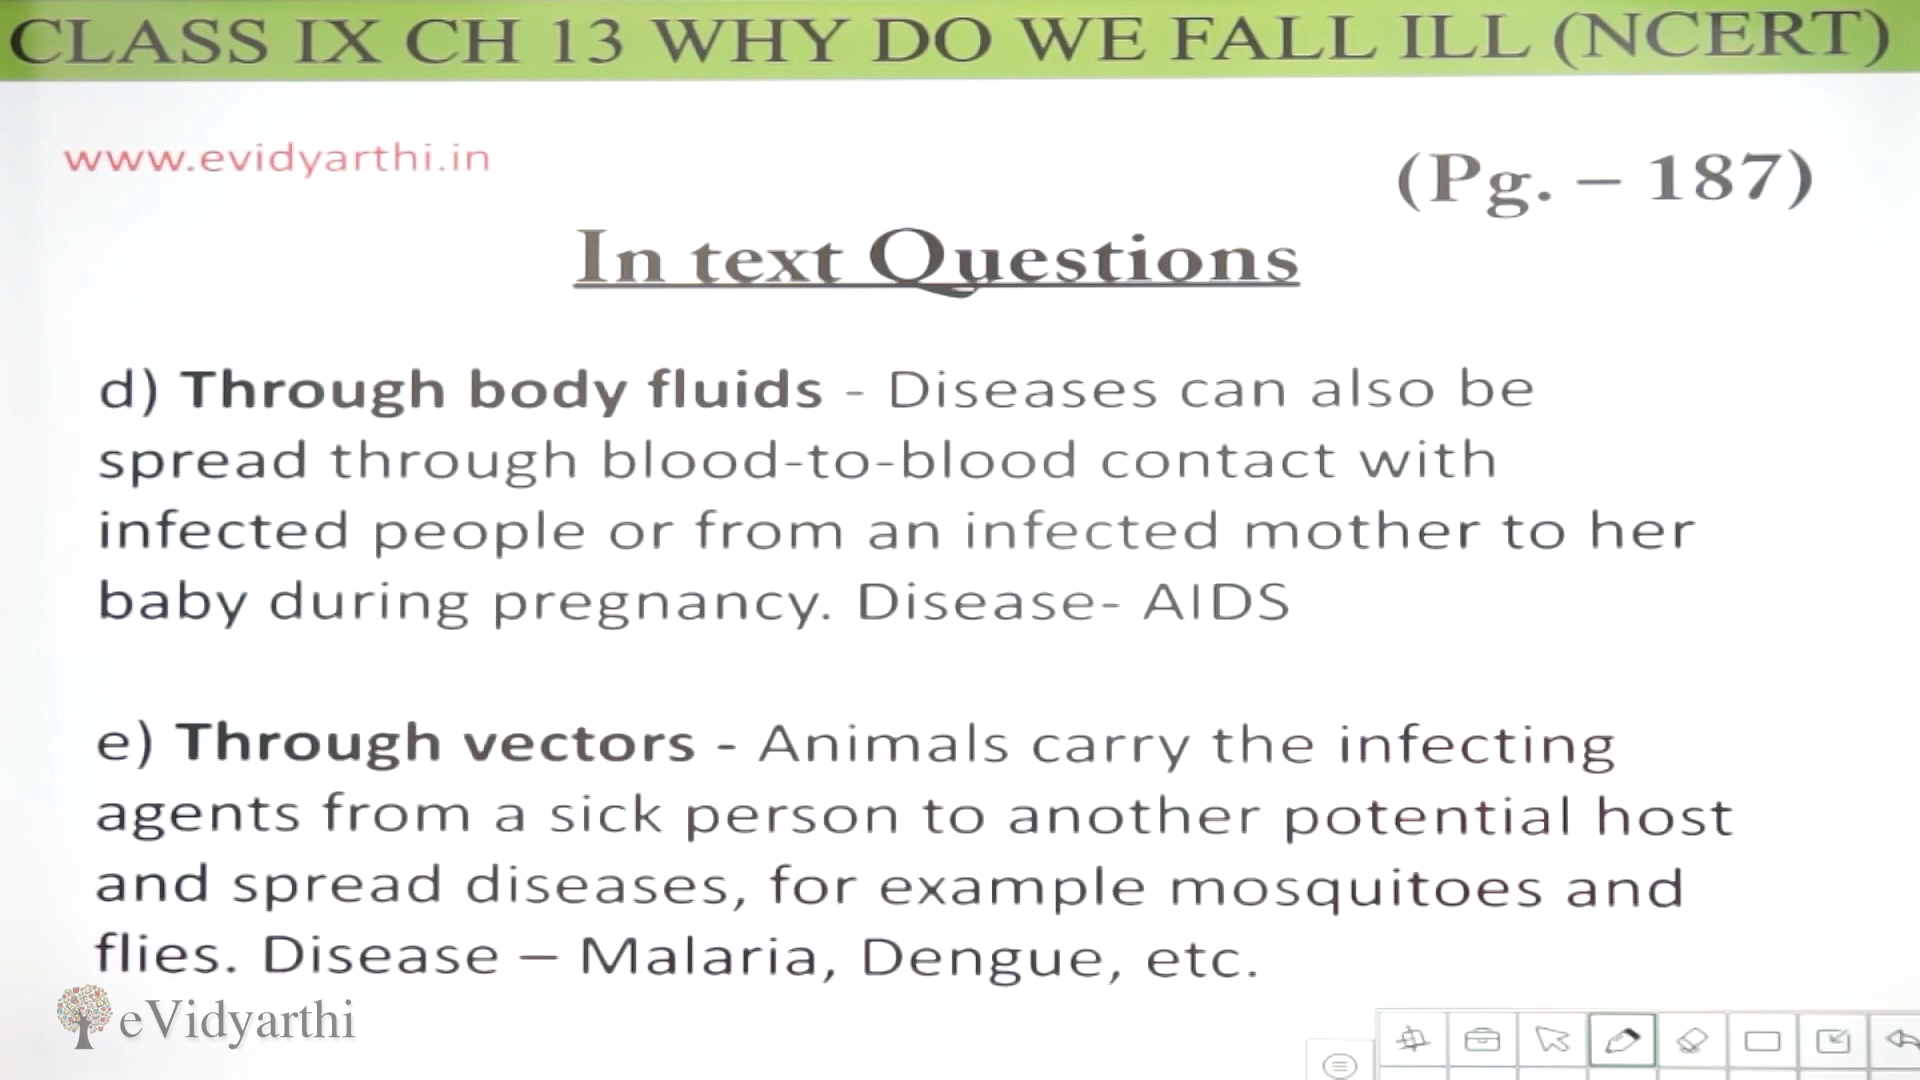 CLASS IX CH 13 WHY DO WE FALL ILL (NCERT)
www.evidyarthi.in
(Pg. – 187)
In text Questions
d) Through body fluids - Diseases can also be
spread through blood-to-blood contact with
infected people or from an infected mother to her
baby during pregnancy. Disease- AIDS
e) Through vectors - Animals carry the infecting
agents from a sick person to another potential host
and spread diseases, for example mosquitoes and
flies. Disease – Malaria, Dengue, etc.
eVidyarthi